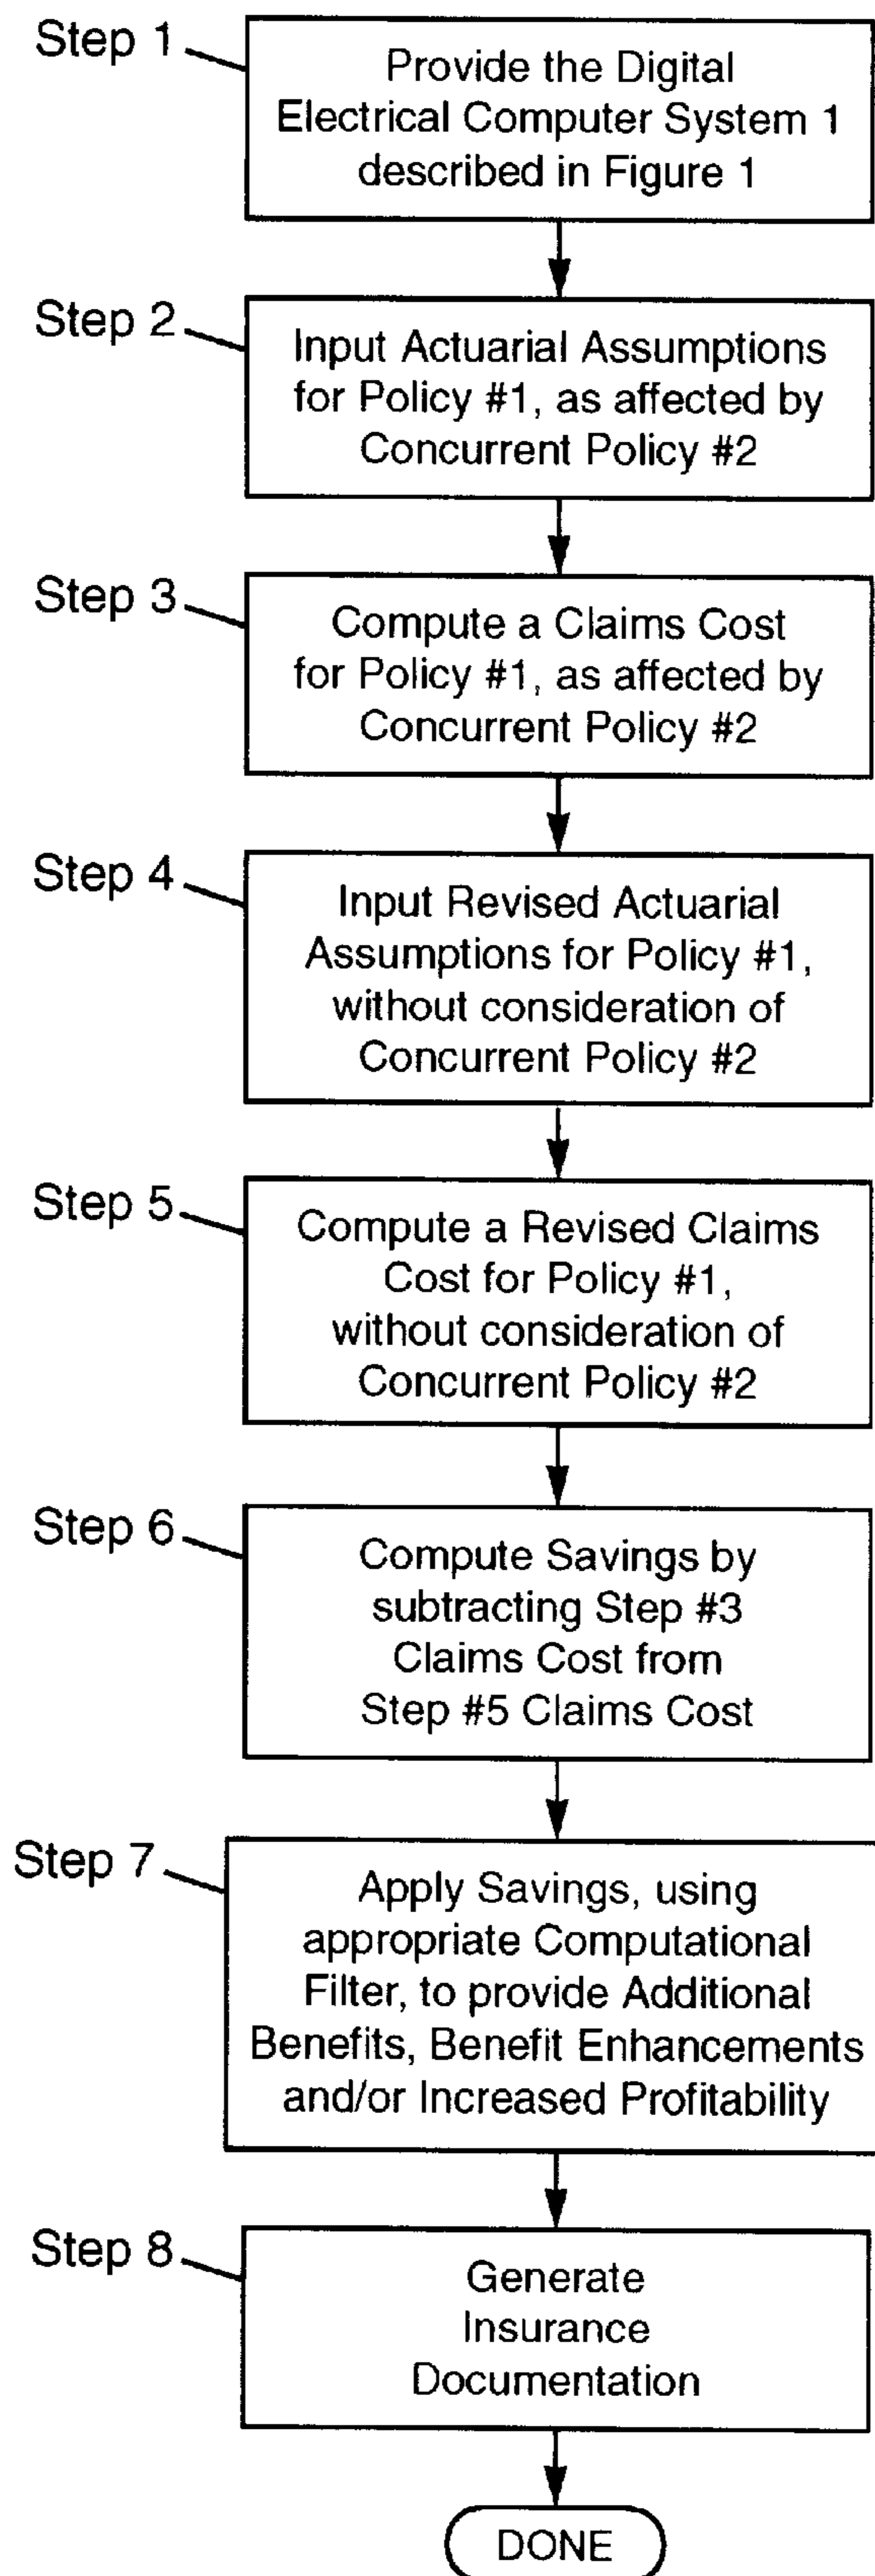 Step 1
Provide the Digital
Electrical Computer System 1
described in Figure 1
Step 2
Input Actuarial Assumptions
for Policy #1, as affected by
Concurrent Policy #2
Step 3
Compute a Claims Cost
for Policy #1, as affected by
Concurrent Policy #2
Step 4
Input Revised Actuarial
Assumptions for Policy #1,
without consideration of
Concurrent Policy #2
Step 5
Compute a Revised Claims
Cost for Policy #1,
without consideration of
Concurrent Policy #2
Step 6
Compute Savings by
subtracting Step #3
Claims Cost from
Step #5 Claims Cost
Step 7
Apply Savings, using
appropriate Computational
Filter, to provide Additional
Benefits, Benefit Enhancements
and/or Increased Profitability
Step 8
Generate
Insurance
Documentation
DONE